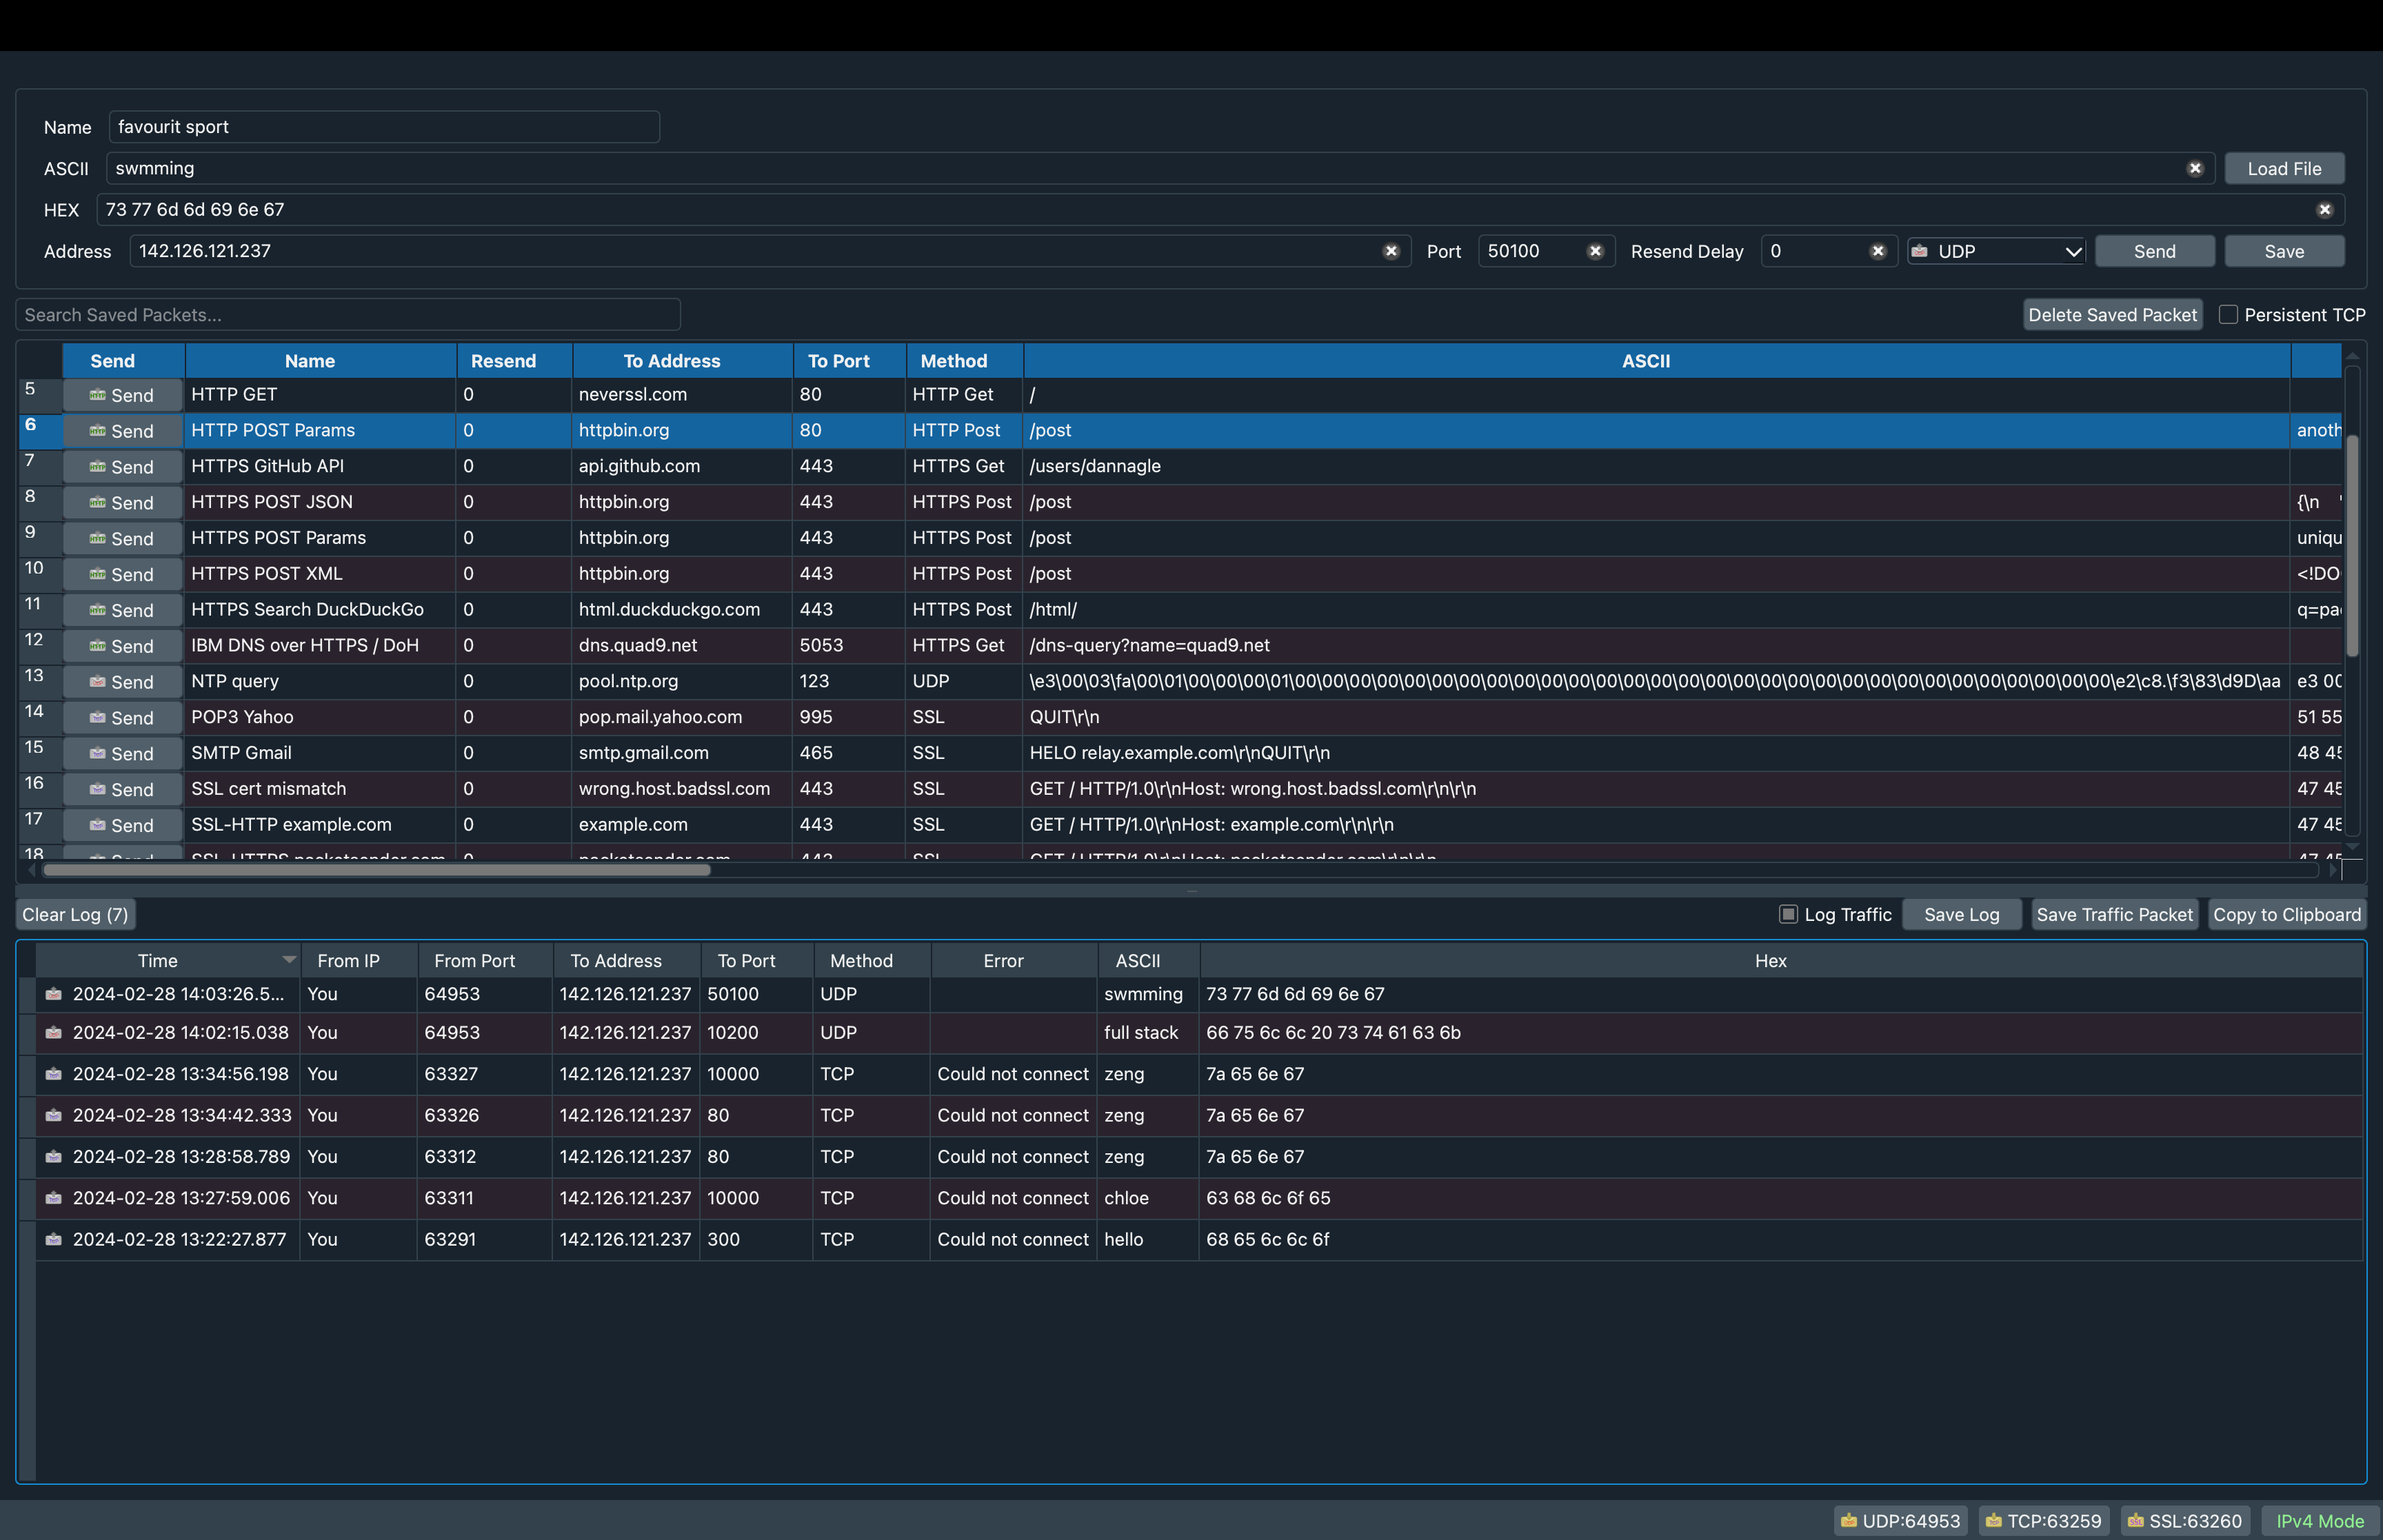 Name favourit sport
ASCII swmming Load File
HEX 73 77 6d 6d 69 6e 67
Address 142.126.121.237 Port 50100 Resend Delay 0 UDP Send Save
Search Saved Packets... Delete Saved Packet Persistent TCP
Send Name Resend To Address To Port Method ASCII
5 Send HTTP GET 0 neverssl.com 80 HTTP Get /
6 Send HTTP POST Params 0 httpbin.org 80 HTTP Post /post anoth
7 Send HTTPS GitHub API 0 api.github.com 443 HTTPS Get /users/dannagle
8 Send HTTPS POST JSON 0 httpbin.org 443 HTTPS Post /post {\n "
9 Send HTTPS POST Params 0 httpbin.org 443 HTTPS Post /post uniqu
10 Send HTTPS POST XML 0 httpbin.org 443 HTTPS Post /post <!DO
11 Send HTTPS Search DuckDuckGo 0 html.duckduckgo.com 443 HTTPS Post /html/ q=pa
12 Send IBM DNS over HTTPS / DoH 0 dns.quad9.net 5053 HTTPS Get /dns-query?name=quad9.net
13 Send NTP query 0 pool.ntp.org 123 UDP \e3\00\03\fa\00\01\00\00\00\01\00\00\00\00\00\00\00\00\00\00\00\00\00\00\00\00\00\00\00\00\00\00\00\00\00\00\00\00\00\00\e2\c8.\f3\83\d9D\aa e3 00
14 Send POP3 Yahoo 0 pop.mail.yahoo.com 995 SSL QUIT\r\n 51 55
15 Send SMTP Gmail 0 smtp.gmail.com 465 SSL HELO relay.example.com\r\nQUIT\r\n 48 45
16 Send SSL cert mismatch 0 wrong.host.badssl.com 443 SSL GET / HTTP/1.0\r\nHost: wrong.host.badssl.com\r\n\r\n 47 45
17 Send SSL-HTTP example.com 0 example.com 443 SSL GET / HTTP/1.0\r\nHost: example.com\r\n\r\n 47 45
18 Send SSL-HTTPS packetsender.com 0 packetsender.com 443 SSL GET / HTTP/1.0\r\nHost: packetsender.com\r\n\r\n 47 45
Clear Log (7) Log Traffic Save Log Save Traffic Packet Copy to Clipboard
Time From IP From Port To Address To Port Method Error ASCII Hex
2024-02-28 14:03:26.5... You 64953 142.126.121.237 50100 UDP swmming 73 77 6d 6d 69 6e 67
2024-02-28 14:02:15.038 You 64953 142.126.121.237 10200 UDP full stack 66 75 6c 6c 20 73 74 61 63 6b
2024-02-28 13:34:56.198 You 63327 142.126.121.237 10000 TCP Could not connect zeng 7a 65 6e 67
2024-02-28 13:34:42.333 You 63326 142.126.121.237 80 TCP Could not connect zeng 7a 65 6e 67
2024-02-28 13:28:58.789 You 63312 142.126.121.237 80 TCP Could not connect zeng 7a 65 6e 67
2024-02-28 13:27:59.006 You 63311 142.126.121.237 10000 TCP Could not connect chloe 63 68 6c 6f 65
2024-02-28 13:22:27.877 You 63291 142.126.121.237 300 TCP Could not connect hello 68 65 6c 6c 6f
UDP:64953 TCP:63259 SSL:63260 IPv4 Mode